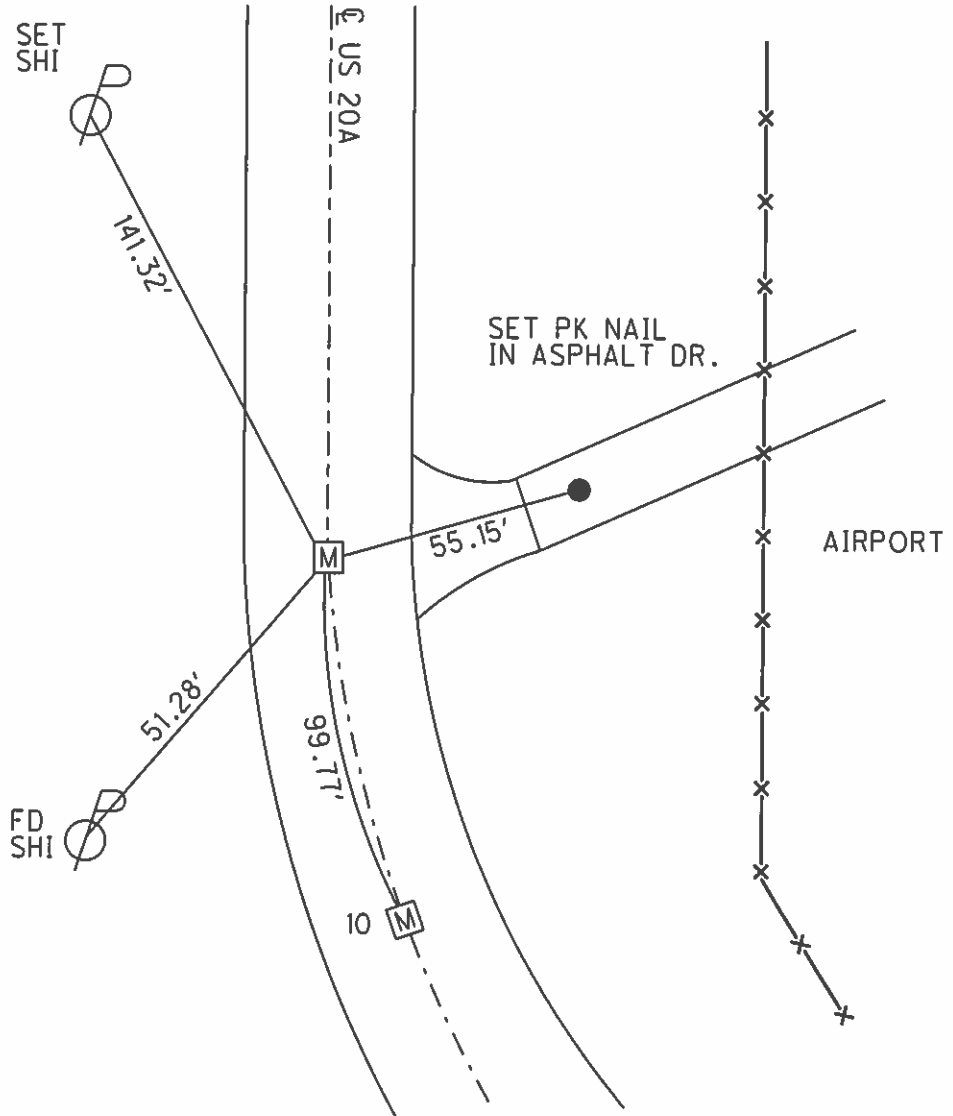 SET
SHI
℄ US 20A
141.32'
SET PK NAIL
IN ASPHALT DR.
55.15'
M
AIRPORT
51.28'
99.77'
FD
SHI
10
M